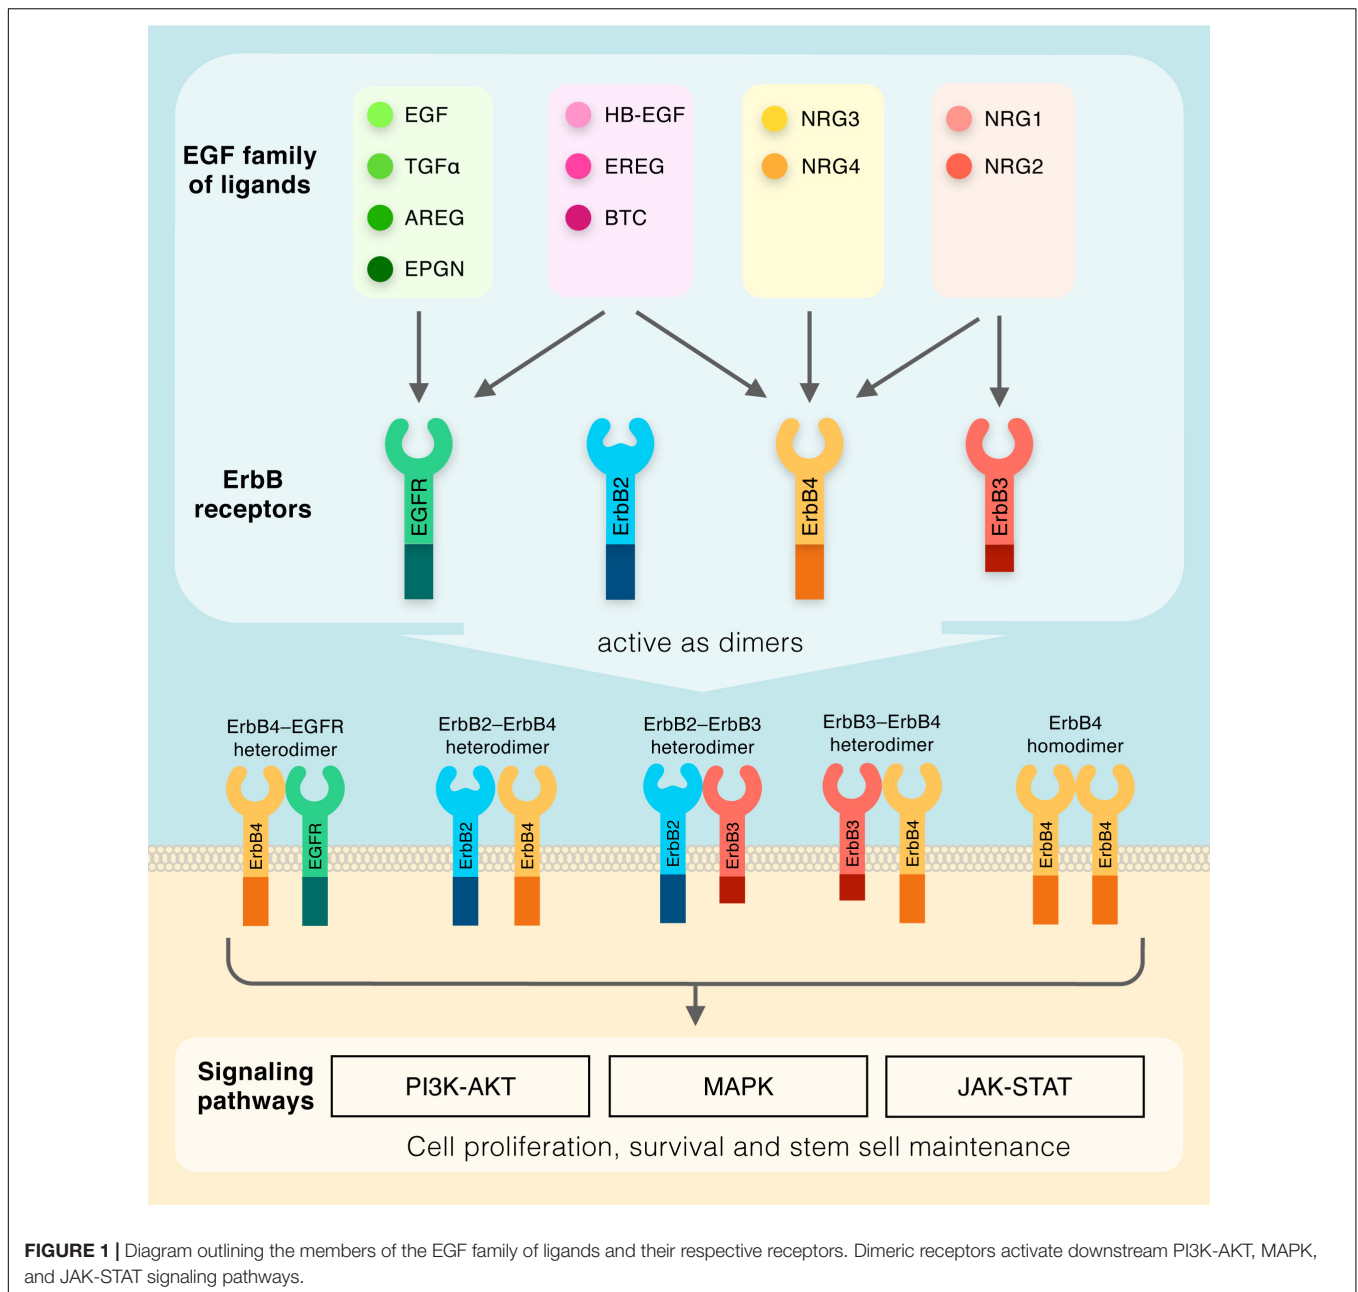 EGF family
of ligands
EGF
TGFα
AREG
EPGN
HB-EGF
EREG
BTC
NRG3
NRG4
NRG1
NRG2
ErbB
receptors
EGFR
ErbB2
ErbB4
ErbB3
active as dimers
ErbB4–EGFR
heterodimer
ErbB2–ErbB4
heterodimer
ErbB2–ErbB3
heterodimer
ErbB3–ErbB4
heterodimer
ErbB4
homodimer
ErbB4
EGFR
ErbB2
ErbB4
ErbB2
ErbB3
ErbB3
ErbB4
ErbB4
ErbB4
Signaling
pathways
PI3K-AKT
MAPK
JAK-STAT
Cell proliferation, survival and stem sell maintenance
FIGURE 1 | Diagram outlining the members of the EGF family of ligands and their respective receptors. Dimeric receptors activate downstream PI3K-AKT, MAPK,
and JAK-STAT signaling pathways.